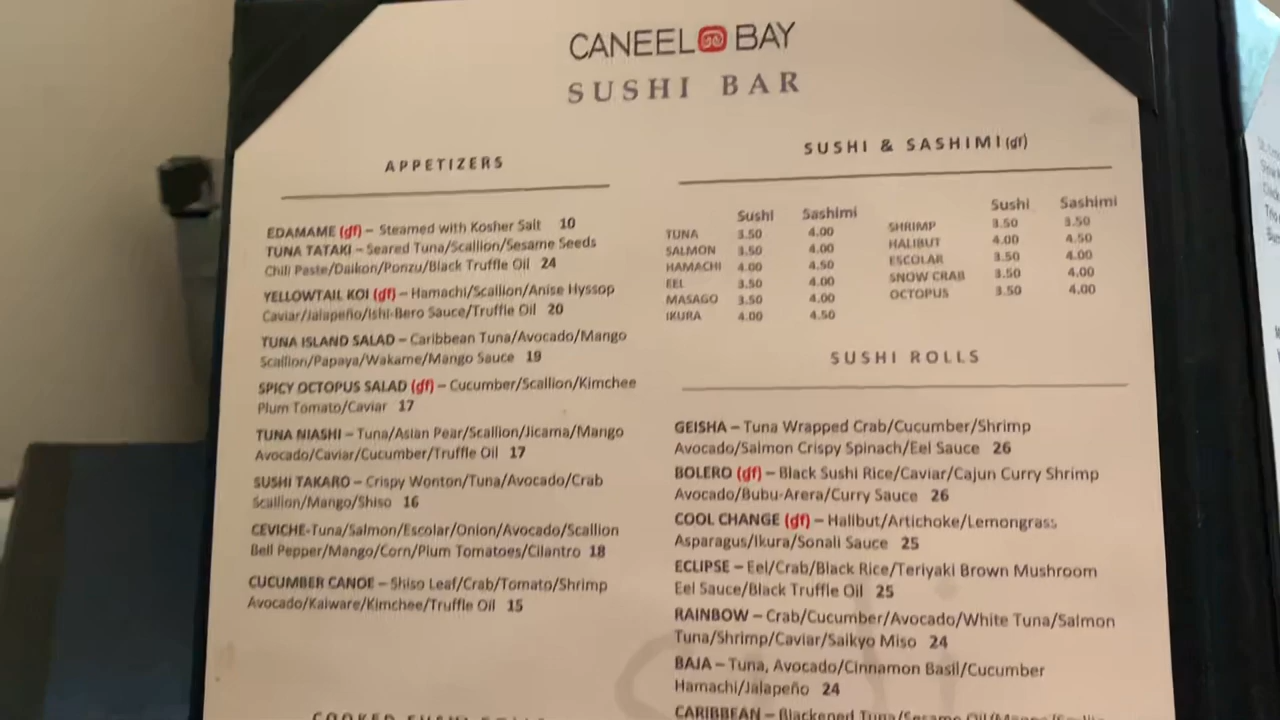 CANEEL BAY
SUSHI BAR
APPETIZERS
EDAMAME (df) – Steamed with Kosher Salt 10
TUNA TATAKI – Seared Tuna/Scallion/Sesame Seeds
Chili Paste/Daikon/Ponzu/Black Truffle Oil 24
YELLOWTAIL KOI (df) – Hamachi/Scallion/Anise Hyssop
Caviar/Jalapeño/Ishi-Bero Sauce/Truffle Oil 20
TUNA ISLAND SALAD – Caribbean Tuna/Avocado/Mango
Scallion/Papaya/Wakame/Mango Sauce 19
SPICY OCTOPUS SALAD (df) – Cucumber/Scallion/Kimchee
Plum Tomato/Caviar 17
TUNA NIASHI – Tuna/Asian Pear/Scallion/Jicama/Mango
Avocado/Caviar/Cucumber/Truffle Oil 17
SUSHI TAKARO – Crispy Wonton/Tuna/Avocado/Crab
Scallion/Mango/Shiso 16
CEVICHE-Tuna/Salmon/Escolar/Onion/Avocado/Scallion
Bell Pepper/Mango/Corn/Plum Tomatoes/Cilantro 18
CUCUMBER CANOE – Shiso Leaf/Crab/Tomato/Shrimp
Avocado/Kaiware/Kimchee/Truffle Oil 15
SUSHI & SASHIMI (df)
Sushi Sashimi
TUNA 3.50 4.00
SALMON 3.50 4.00
HAMACHI 4.00 4.50
EEL 3.50 4.00
MASAGO 3.50 4.00
IKURA 4.00 4.50
Sushi Sashimi
SHRIMP 3.50 3.50
HALIBUT 4.00 4.50
ESCOLAR 3.50 4.00
SNOW CRAB 3.50 4.00
OCTOPUS 3.50 4.00
SUSHI ROLLS
GEISHA – Tuna Wrapped Crab/Cucumber/Shrimp
Avocado/Salmon Crispy Spinach/Eel Sauce 26
BOLERO (df) – Black Sushi Rice/Caviar/Cajun Curry Shrimp
Avocado/Bubu-Arera/Curry Sauce 26
COOL CHANGE (df) – Halibut/Artichoke/Lemongrass
Asparagus/Ikura/Sonali Sauce 25
ECLIPSE – Eel/Crab/Black Rice/Teriyaki Brown Mushroom
Eel Sauce/Black Truffle Oil 25
RAINBOW – Crab/Cucumber/Avocado/White Tuna/Salmon
Tuna/Shrimp/Caviar/Saikyo Miso 24
BAJA – Tuna, Avocado/Cinnamon Basil/Cucumber
Hamachi/Jalapeño 24
CARIBBEAN – Blackened Tuna/Sesame Oil/